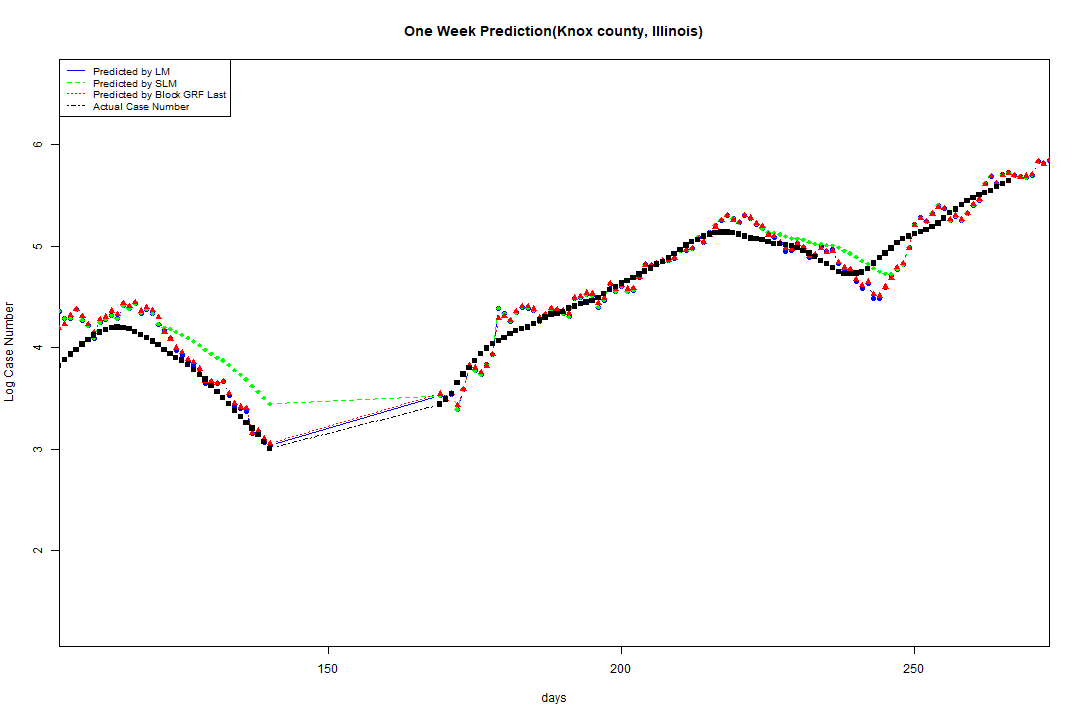 One Week Prediction(Knox county, Illinois)
Predicted by LM
Predicted by SLM
Predicted by Block GRF Last
Actual Case Number
6
5
4
3
2
Log Case Number
150 200 250
days